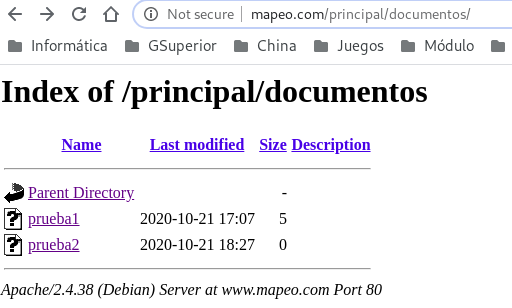 Not secure | mapeo.com/principal/documentos/
Informática GSuperior China Juegos Módulo
Index of /principal/documentos
Name Last modified Size Description
Parent Directory -
prueba1 2020-10-21 17:07 5
prueba2 2020-10-21 18:27 0
Apache/2.4.38 (Debian) Server at www.mapeo.com Port 80